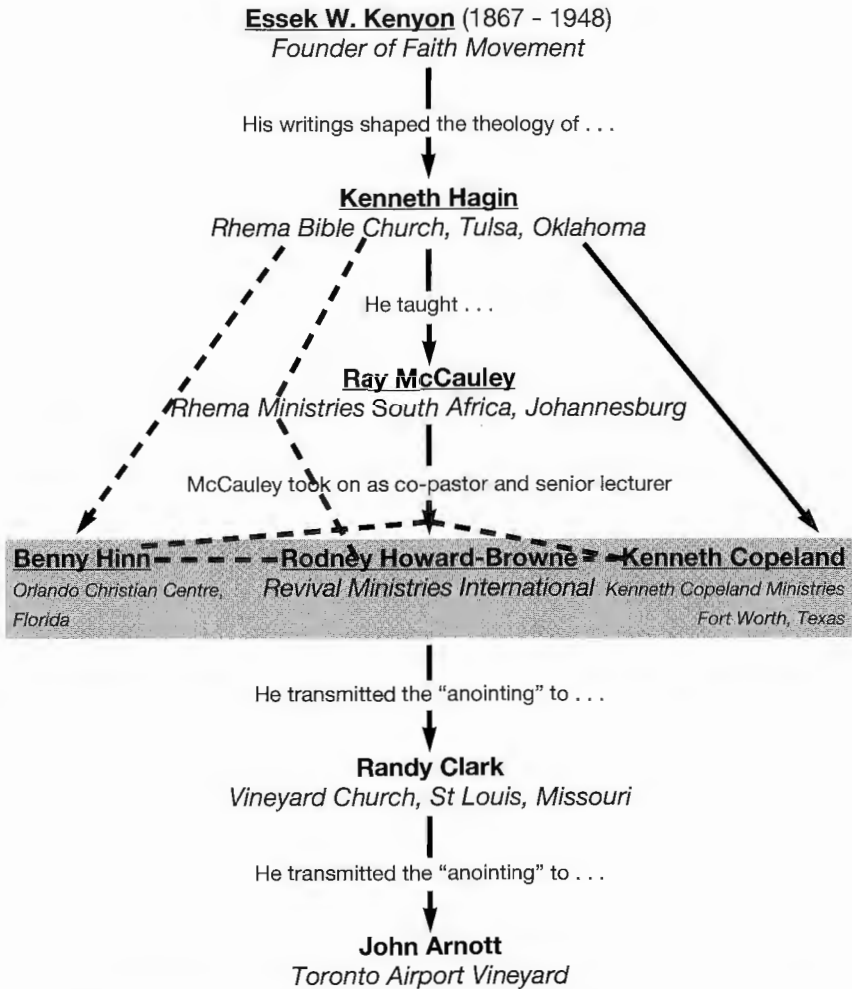 Essek W. Kenyon (1867 - 1948)
Founder of Faith Movement
His writings shaped the theology of . . .
Kenneth Hagin
Rhema Bible Church, Tulsa, Oklahoma
He taught . . .
Ray McCauley
Rhema Ministries South Africa, Johannesburg
McCauley took on as co-pastor and senior lecturer
Benny Hinn Rodney Howard-Browne Kenneth Copeland
Orlando Christian Centre, Revival Ministries International Kenneth Copeland Ministries
Florida Fort Worth, Texas
He transmitted the “anointing” to . . .
Randy Clark
Vineyard Church, St Louis, Missouri
He transmitted the “anointing” to . . .
John Arnott
Toronto Airport Vineyard